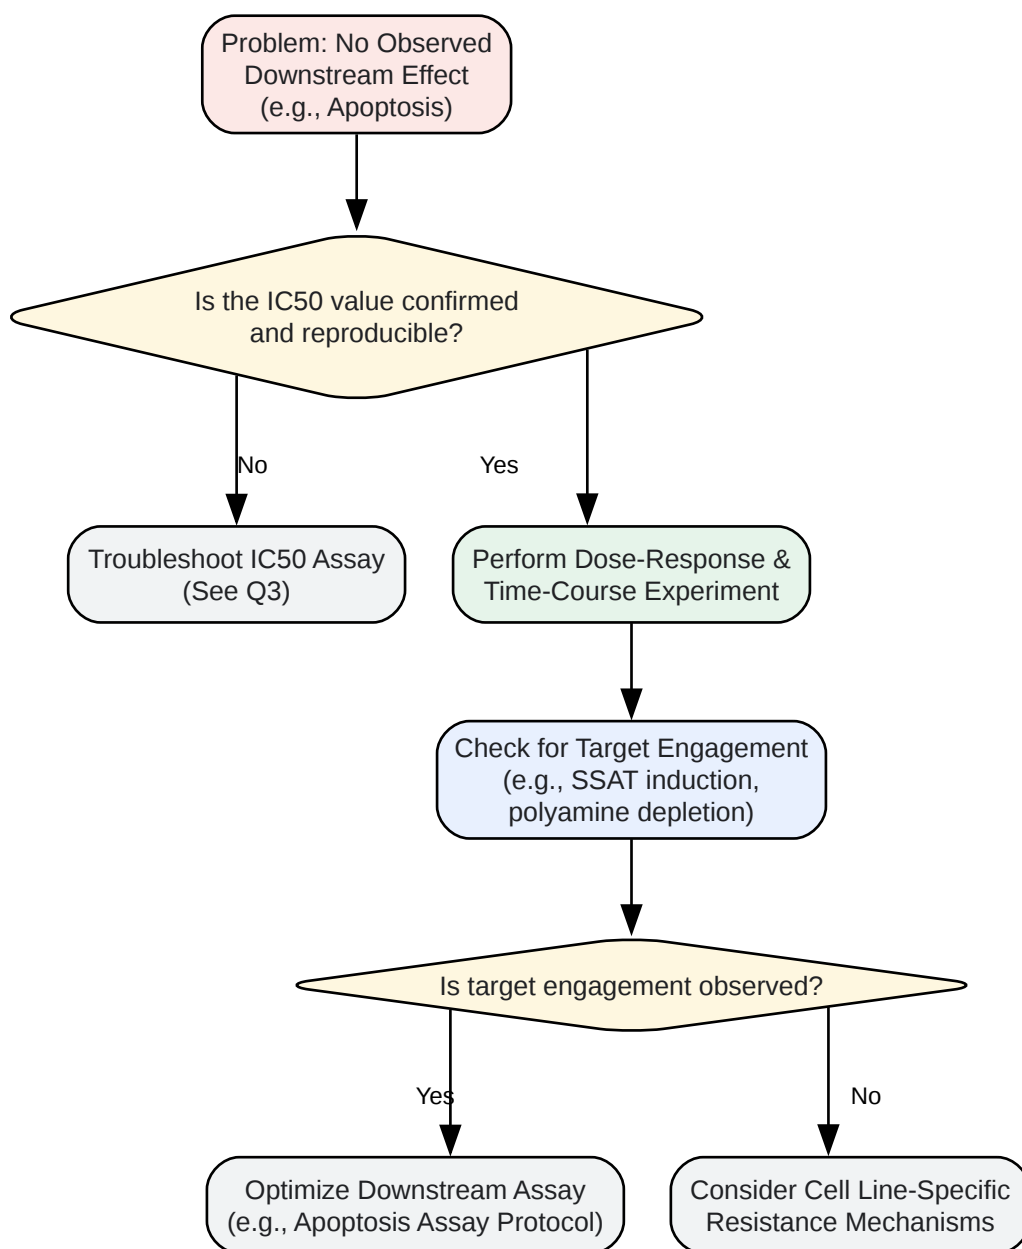 Problem: No Observed
Downstream Effect
(e.g., Apoptosis)
Is the IC50 value confirmed
and reproducible?
No
Yes
Troubleshoot IC50 Assay
(See Q3)
Perform Dose-Response &
Time-Course Experiment
Check for Target Engagement
(e.g., SSAT induction,
polyamine depletion)
Is target engagement observed?
Yes
No
Optimize Downstream Assay
(e.g., Apoptosis Assay Protocol)
Consider Cell Line-Specific
Resistance Mechanisms